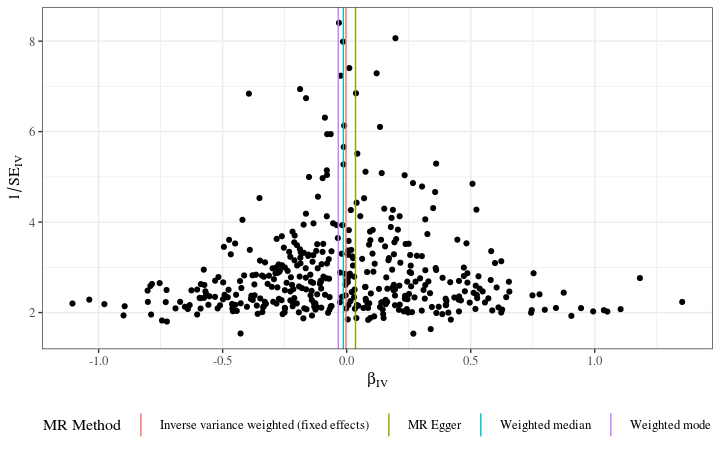 8
6
4
2
1/SE_IV
-1.0 -0.5 0.0 0.5 1.0
β_IV
MR Method Inverse variance weighted (fixed effects) MR Egger Weighted median Weighted mode